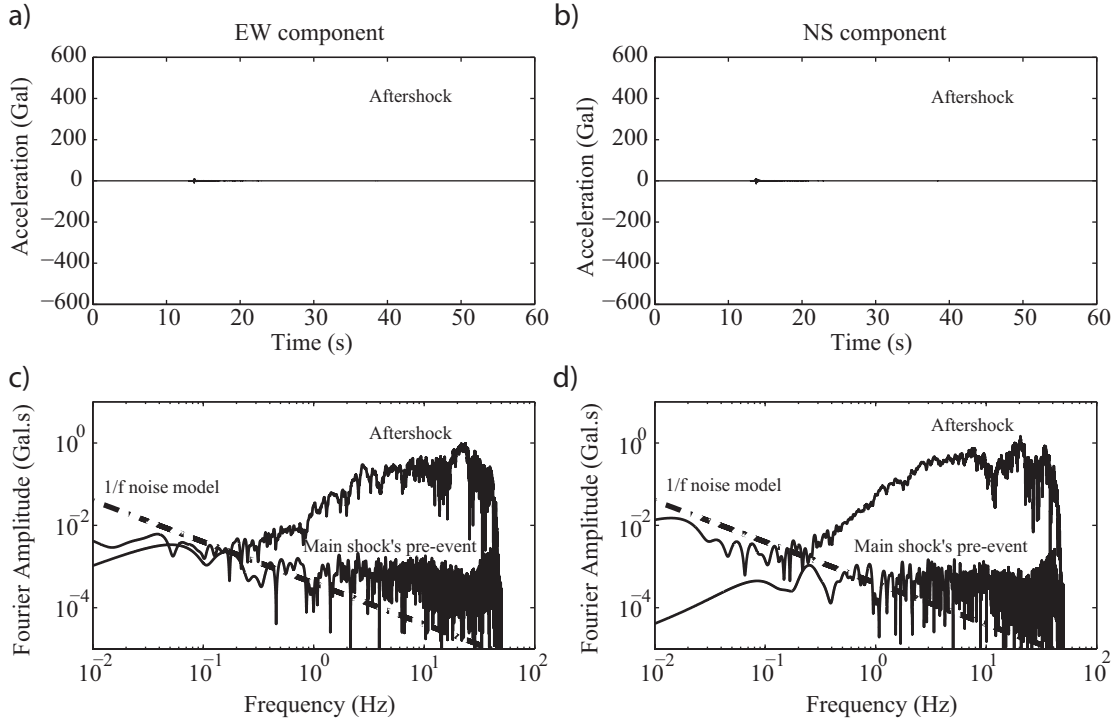 a)
EW component
b)
NS component
600
400
200
0
−200
−400
−600
Acceleration (Gal)
Aftershock
0 10 20 30 40 50 60
Time (s)
600
400
200
0
−200
−400
−600
Acceleration (Gal)
Aftershock
0 10 20 30 40 50 60
Time (s)
c)
Fourier Amplitude (Gal.s)
10^0
10^−2
10^−4
Aftershock
1/f noise model
Main shock's pre-event
10^−2 10^−1 10^0 10^1 10^2
Frequency (Hz)
d)
Fourier Amplitude (Gal.s)
10^0
10^−2
10^−4
Aftershock
1/f noise model
Main shock's pre-event
10^−2 10^−1 10^0 10^1 10^2
Frequency (Hz)